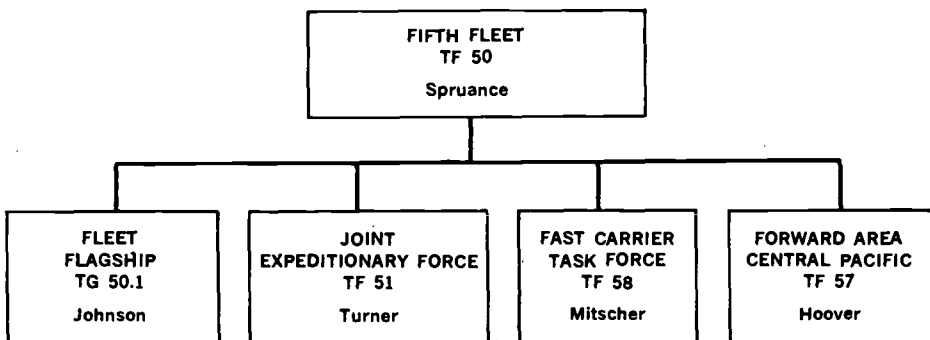 FIFTH FLEET
TF 50
Spruance
FLEET
FLAGSHIP
TG 50.1
Johnson
JOINT
EXPEDITIONARY FORCE
TF 51
Turner
FAST CARRIER
TASK FORCE
TF 58
Mitscher
FORWARD AREA
CENTRAL PACIFIC
TF 57
Hoover